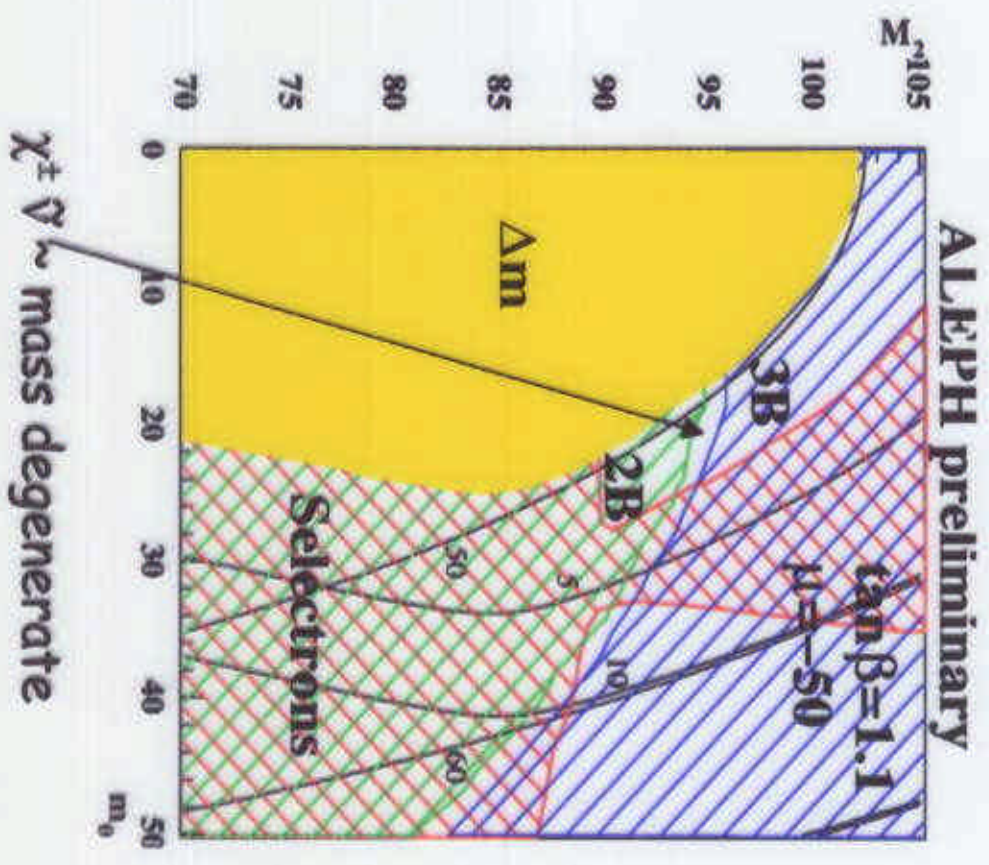 ALEPH preliminary
M₂
105
100
95
90
85
80
75
70
tanβ=1.1
μ=-50
3B
2B
Δm
Selectrons
50
5
10
60
0
10
20
30
40
50
m₀
χ± ν̃ ~ mass degenerate